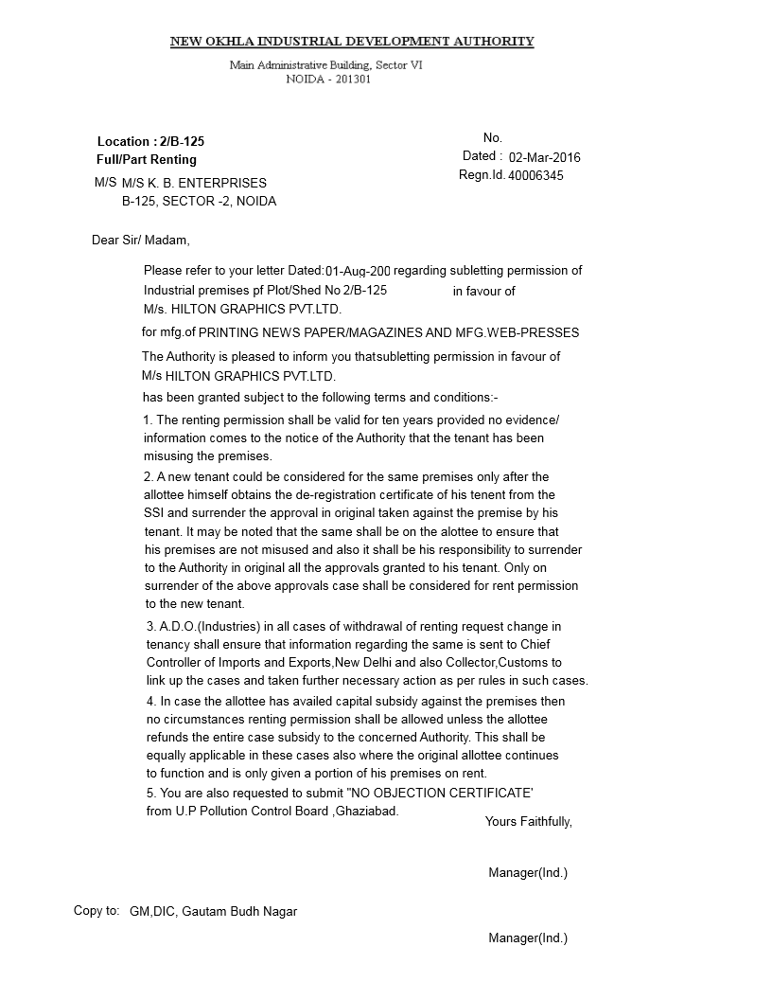 NEW OKHLA INDUSTRIAL DEVELOPMENT AUTHORITY
Main Administrative Building, Sector VI
NOIDA - 201301
Location : 2/B-125
No.
Full/Part Renting
Dated : 02-Mar-2016
Regn.Id. 40006345
M/S M/S K. B. ENTERPRISES
B-125, SECTOR -2, NOIDA
Dear Sir/ Madam,
Please refer to your letter Dated:01-Aug-200 regarding subletting permission of
Industrial premises pf Plot/Shed No 2/B-125 in favour of
M/s. HILTON GRAPHICS PVT.LTD.
for mfg.of PRINTING NEWS PAPER/MAGAZINES AND MFG.WEB-PRESSES
The Authority is pleased to inform you thatsubletting permission in favour of
M/s HILTON GRAPHICS PVT.LTD.
has been granted subject to the following terms and conditions:-
1. The renting permission shall be valid for ten years provided no evidence/
information comes to the notice of the Authority that the tenant has been
misusing the premises.
2. A new tenant could be considered for the same premises only after the
allottee himself obtains the de-registration certificate of his tenent from the
SSI and surrender the approval in original taken against the premise by his
tenant. It may be noted that the same shall be on the alottee to ensure that
his premises are not misused and also it shall be his responsibility to surrender
to the Authority in original all the approvals granted to his tenant. Only on
surrender of the above approvals case shall be considered for rent permission
to the new tenant.
3. A.D.O.(Industries) in all cases of withdrawal of renting request change in
tenancy shall ensure that information regarding the same is sent to Chief
Controller of Imports and Exports,New Delhi and also Collector,Customs to
link up the cases and taken further necessary action as per rules in such cases.
4. In case the allottee has availed capital subsidy against the premises then
no circumstances renting permission shall be allowed unless the allottee
refunds the entire case subsidy to the concerned Authority. This shall be
equally applicable in these cases also where the original allottee continues
to function and is only given a portion of his premises on rent.
5. You are also requested to submit "NO OBJECTION CERTIFICATE'
from U.P Pollution Control Board ,Ghaziabad.
Yours Faithfully,
Manager(Ind.)
Copy to: GM,DIC, Gautam Budh Nagar
Manager(Ind.)